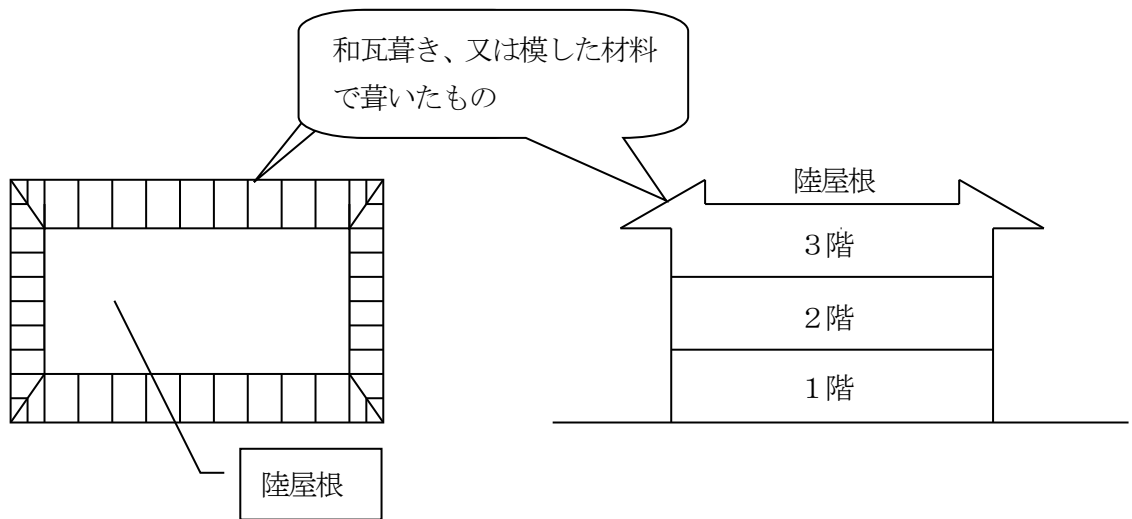 和瓦葺き、又は模した材料
で葺いたもの
陸屋根
3階
2階
1階
陸屋根